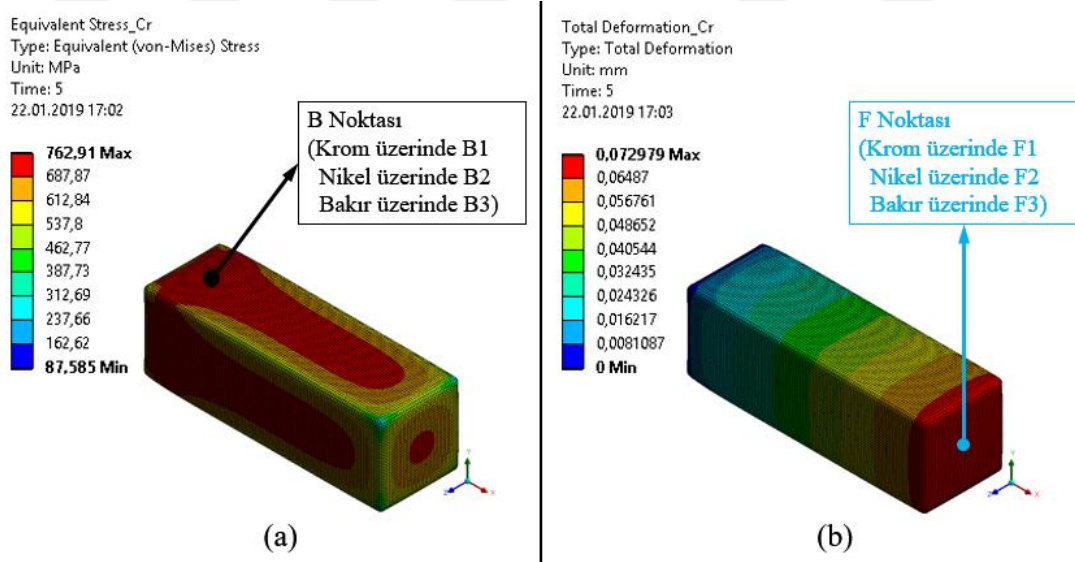 Equivalent Stress_Cr
Type: Equivalent (von-Mises) Stress
Unit: MPa
Time: 5
22.01.2019 17:02
B Noktası
(Krom üzerinde B1
Nikel üzerinde B2
Bakır üzerinde B3)
762,91 Max
687,87
612,84
537,8
462,77
387,73
312,69
237,66
162,62
87,585 Min
Y
Z
X
(a)
Total Deformation_Cr
Type: Total Deformation
Unit: mm
Time: 5
22.01.2019 17:03
F Noktası
(Krom üzerinde F1
Nikel üzerinde F2
Bakır üzerinde F3)
0,072979 Max
0,06487
0,056761
0,048652
0,040544
0,032435
0,024326
0,016217
0,0081087
0 Min
Y
Z
X
(b)